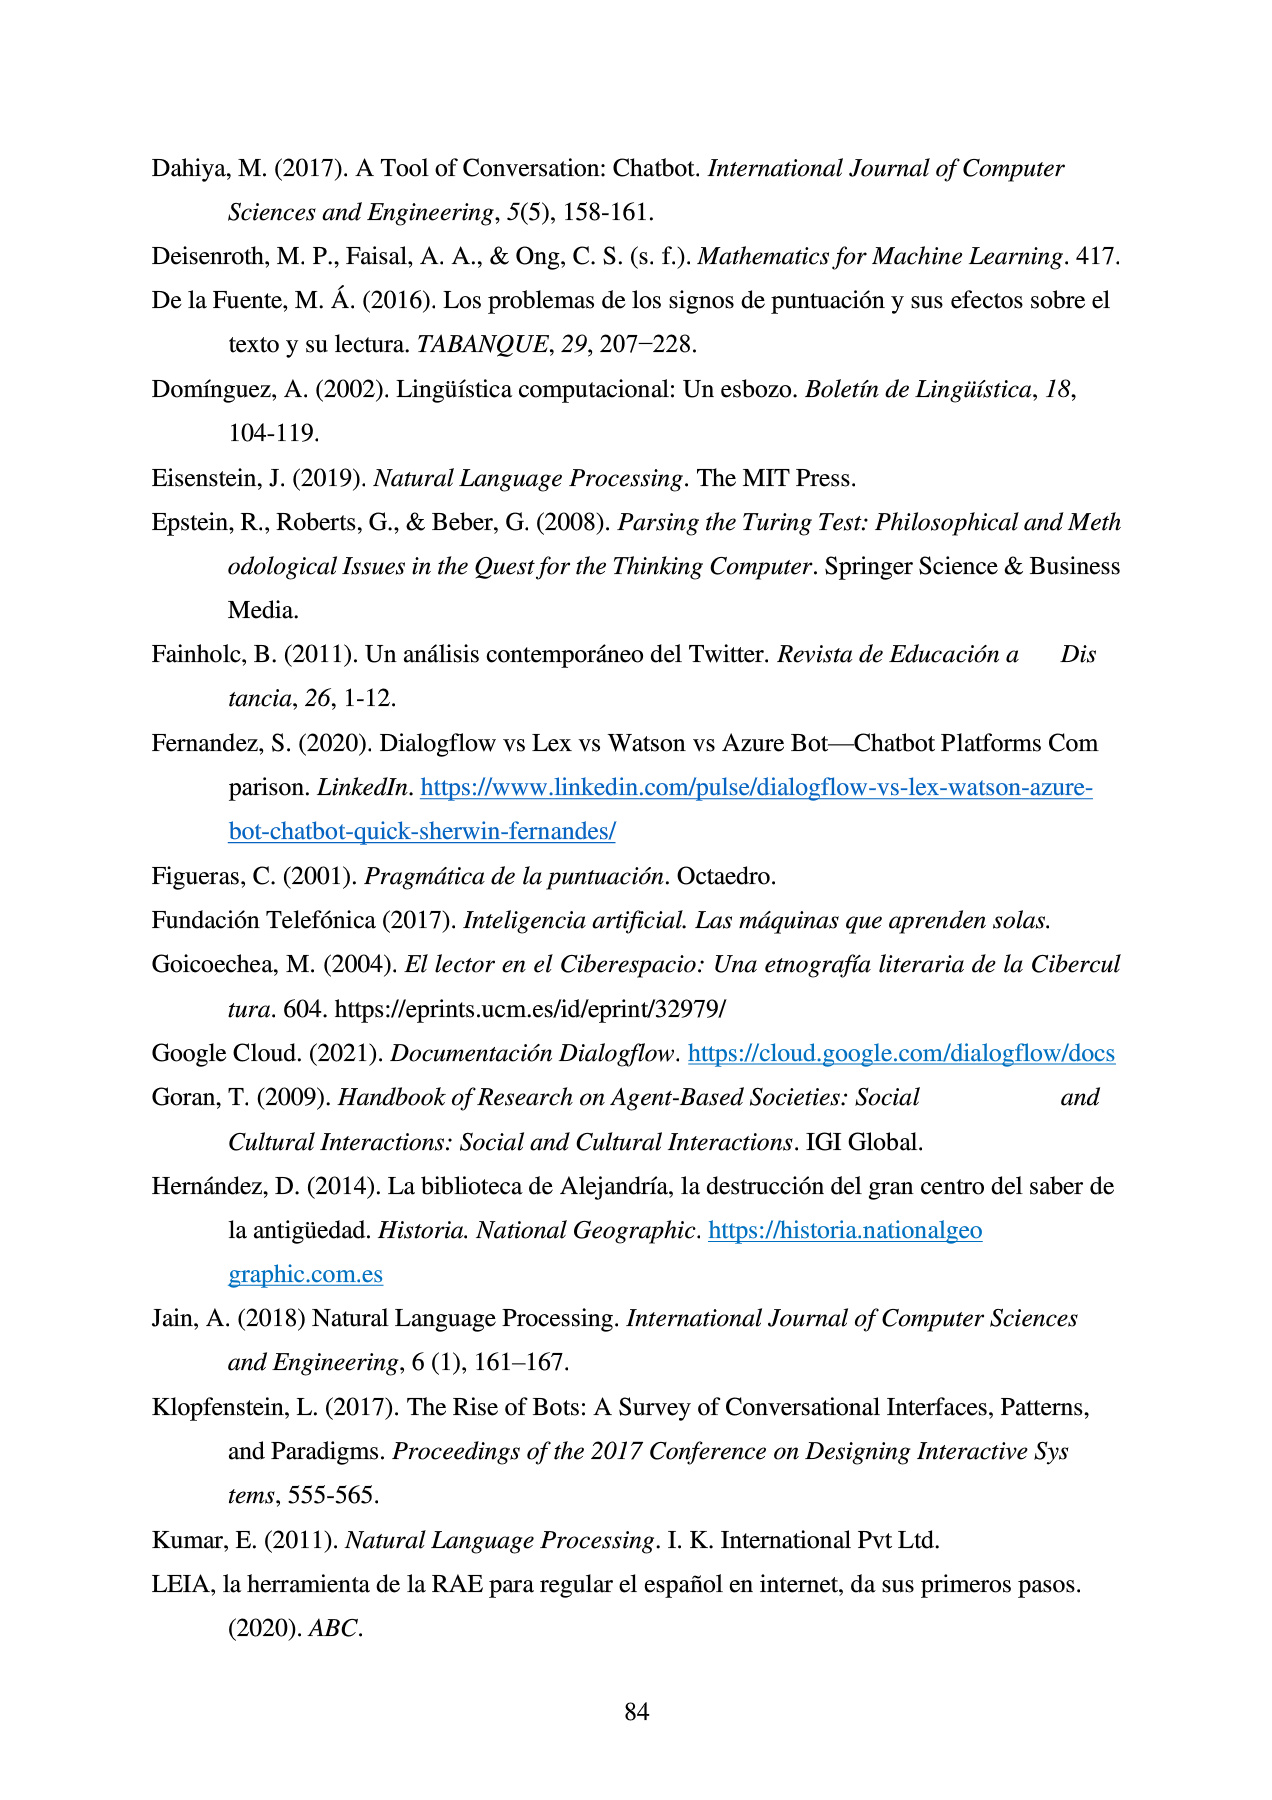 Dahiya, M. (2017). A Tool of Conversation: Chatbot. International Journal of Computer
Sciences and Engineering, 5(5), 158-161.
Deisenroth, M. P., Faisal, A. A., & Ong, C. S. (s. f.). Mathematics for Machine Learning. 417.
De la Fuente, M. Á. (2016). Los problemas de los signos de puntuación y sus efectos sobre el
texto y su lectura. TABANQUE, 29, 207−228.
Domínguez, A. (2002). Lingüística computacional: Un esbozo. Boletín de Lingüística, 18,
104-119.
Eisenstein, J. (2019). Natural Language Processing. The MIT Press.
Epstein, R., Roberts, G., & Beber, G. (2008). Parsing the Turing Test: Philosophical and Meth
odological Issues in the Quest for the Thinking Computer. Springer Science & Business
Media.
Fainholc, B. (2011). Un análisis contemporáneo del Twitter. Revista de Educación a Dis
tancia, 26, 1-12.
Fernandez, S. (2020). Dialogflow vs Lex vs Watson vs Azure Bot—Chatbot Platforms Com
parison. LinkedIn. https://www.linkedin.com/pulse/dialogflow-vs-lex-watson-azure-
bot-chatbot-quick-sherwin-fernandes/
Figueras, C. (2001). Pragmática de la puntuación. Octaedro.
Fundación Telefónica (2017). Inteligencia artificial. Las máquinas que aprenden solas.
Goicoechea, M. (2004). El lector en el Ciberespacio: Una etnografía literaria de la Cibercul
tura. 604. https://eprints.ucm.es/id/eprint/32979/
Google Cloud. (2021). Documentación Dialogflow. https://cloud.google.com/dialogflow/docs
Goran, T. (2009). Handbook of Research on Agent-Based Societies: Social and
Cultural Interactions: Social and Cultural Interactions. IGI Global.
Hernández, D. (2014). La biblioteca de Alejandría, la destrucción del gran centro del saber de
la antigüedad. Historia. National Geographic. https://historia.nationalgeo
graphic.com.es
Jain, A. (2018) Natural Language Processing. International Journal of Computer Sciences
and Engineering, 6 (1), 161–167.
Klopfenstein, L. (2017). The Rise of Bots: A Survey of Conversational Interfaces, Patterns,
and Paradigms. Proceedings of the 2017 Conference on Designing Interactive Sys
tems, 555-565.
Kumar, E. (2011). Natural Language Processing. I. K. International Pvt Ltd.
LEIA, la herramienta de la RAE para regular el español en internet, da sus primeros pasos.
(2020). ABC.
84